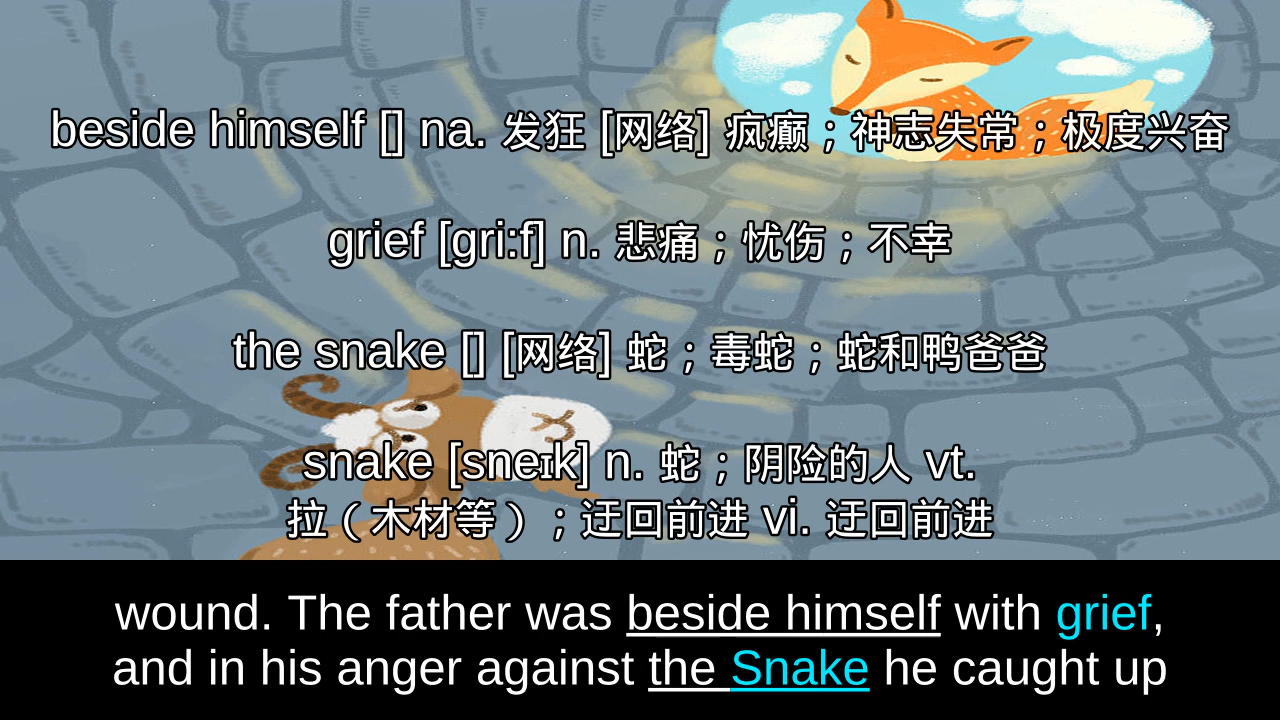 beside himself [] na. 发狂 [网络] 疯癫；神志失常；极度兴奋
grief [gri:f] n. 悲痛；忧伤；不幸
the snake [] [网络] 蛇；毒蛇；蛇和鸭爸爸
snake [sneɪk] n. 蛇；阴险的人 vt.
拉（木材等）；迂回前进 vi. 迂回前进
wound. The father was beside himself with grief,
and in his anger against the Snake he caught up